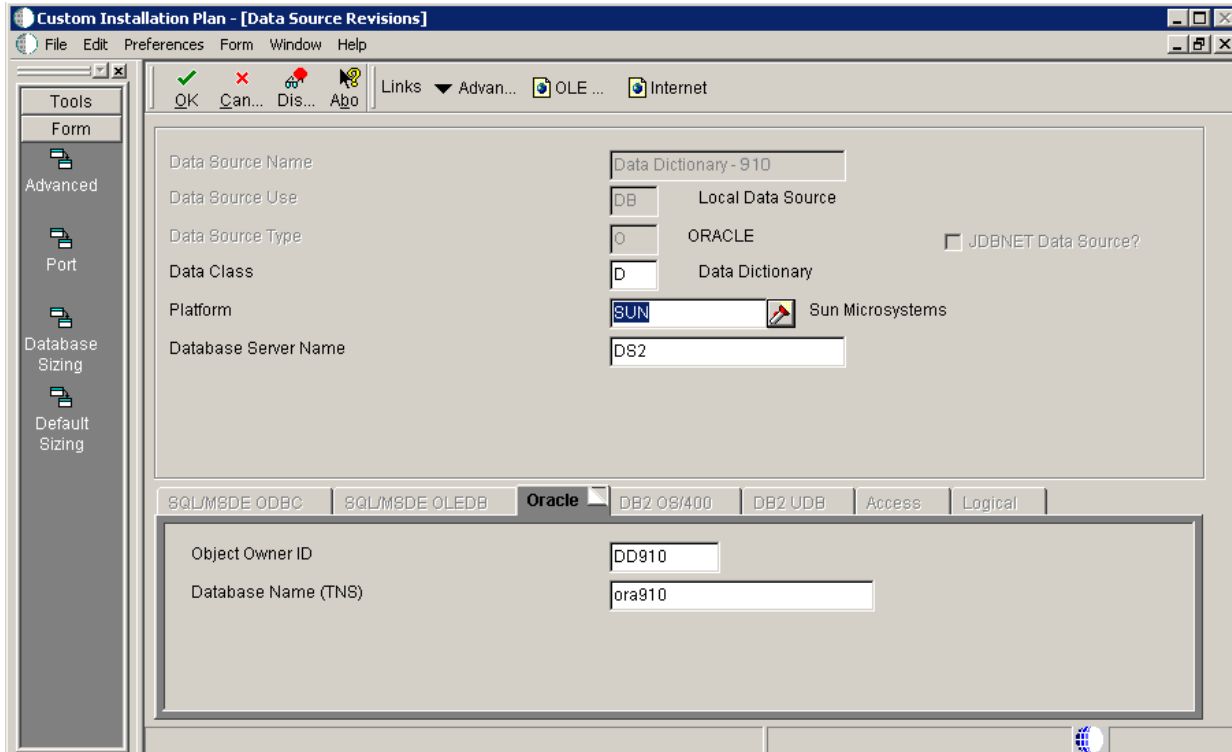 Custom Installation Plan - [Data Source Revisions]
File Edit Preferences Form Window Help
OK Can... Dis... Abo Links Advan... OLE ... Internet
Tools
Form
Advanced
Port
Database
Sizing
Default
Sizing
Data Source Name Data Dictionary - 910
Data Source Use DB Local Data Source
Data Source Type O ORACLE JDBNET Data Source?
Data Class D Data Dictionary
Platform SUN Sun Microsystems
Database Server Name DS2
SQL/MSDE ODBC SQL/MSDE OLEDB Oracle DB2 OS/400 DB2 UDB Access Logical
Object Owner ID DD910
Database Name (TNS) ora910